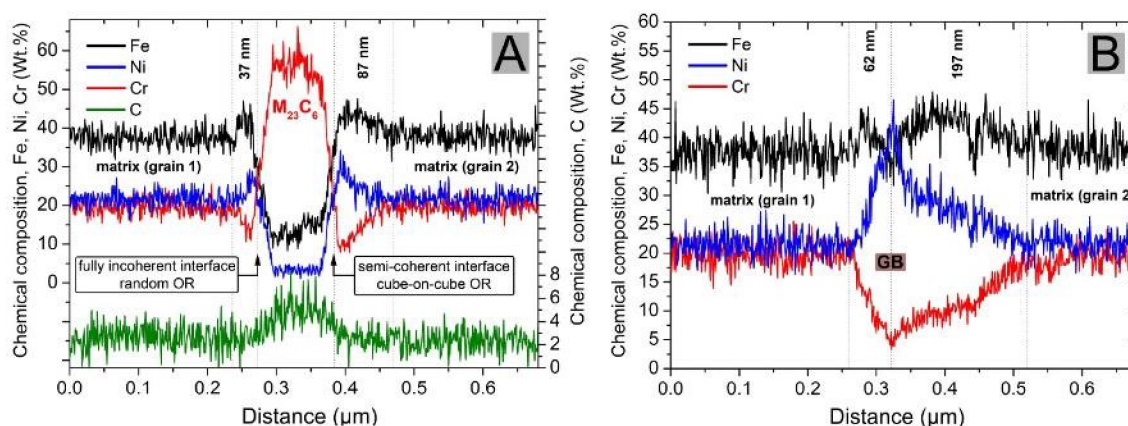 Chemical composition, Fe, Ni, Cr (Wt.%)
60
50
40
30
20
10
0
Fe
Ni
Cr
C
37 nm
87 nm
A
M23C6
matrix (grain 1)
matrix (grain 2)
fully incoherent interface
random OR
semi-coherent interface
cube-on-cube OR
8
6
4
2
0
Chemical composition, C (Wt.%)
0.0 0.1 0.2 0.3 0.4 0.5 0.6
Distance (µm)
Chemical composition, Fe, Ni, Cr (Wt.%)
60
55
50
45
40
35
30
25
20
15
10
5
0
Fe
Ni
Cr
62 nm
197 nm
B
matrix (grain 1)
matrix (grain 2)
GB
0.0 0.1 0.2 0.3 0.4 0.5 0.6
Distance (µm)